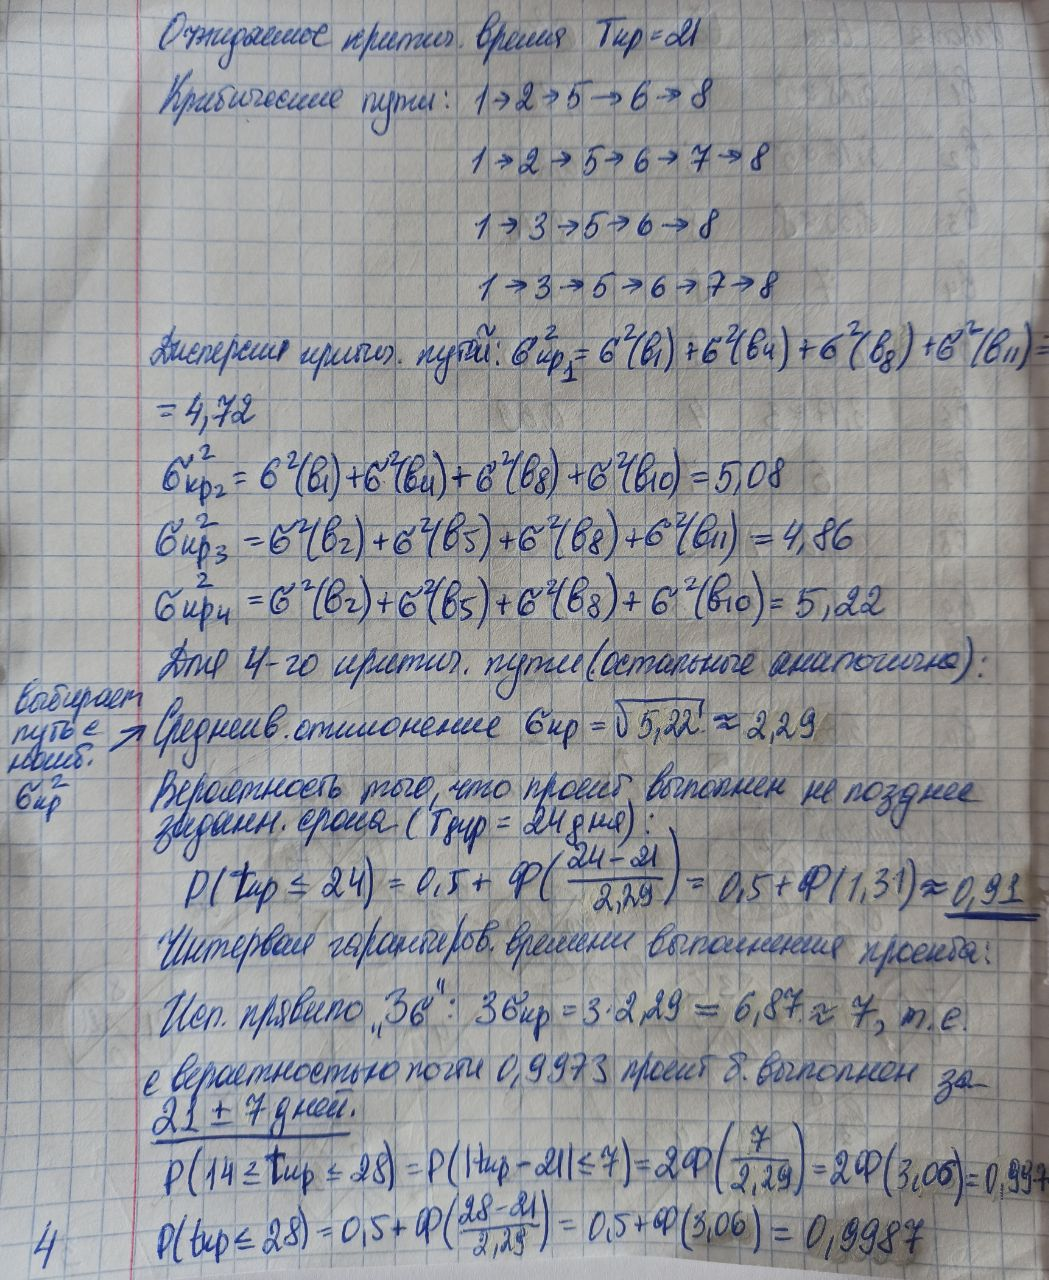 Ожидаемое критич. время Tкр = 21
Критические пути: 1→2→5→6→8
1→2→5→6→7→8
1→3→5→6→8
1→3→5→6→7→8
Дисперсия критич. путей: σ²кр₁ = σ²(b₁) + σ²(b₄) + σ²(b₈) + σ²(b₁₁) =
= 4,72
σ²кр₂ = σ²(b₁) + σ²(b₄) + σ²(b₈) + σ²(b₁₀) = 5,08
σ²кр₃ = σ²(b₂) + σ²(b₅) + σ²(b₈) + σ²(b₁₁) = 4,86
σ²кр₄ = σ²(b₂) + σ²(b₅) + σ²(b₈) + σ²(b₁₀) = 5,22
Для 4-го критич. пути (остальные аналогично):
выбирает
путь с
наиб.
σ²кр
→ Среднекв. отклонение σкр = √5,22 ≈ 2,29
Вероятность того, что проект выполнен не позднее
заданн. срока (Tдир = 24 дня):
P(tкр ≤ 24) = 0,5 + Ф((24-21)/2,29) = 0,5 + Ф(1,31) ≈ 0,91
Интервал гарантиров. времени выполнения проекта:
Исп. правило „3σ“: 3σкр = 3·2,29 = 6,87 ≈ 7, т.е.
с вероятностью почти 0,9973 проект б. выполнен за
21 ± 7 дней.
P(14 ≥ tкр ≤ 28) = P(|tкр - 21| ≤ 7) = 2Ф(7/2,29) = 2Ф(3,06) = 0,997
P(tкр ≤ 28) = 0,5 + Ф((28-21)/2,29) = 0,5 + Ф(3,06) = 0,9987
4